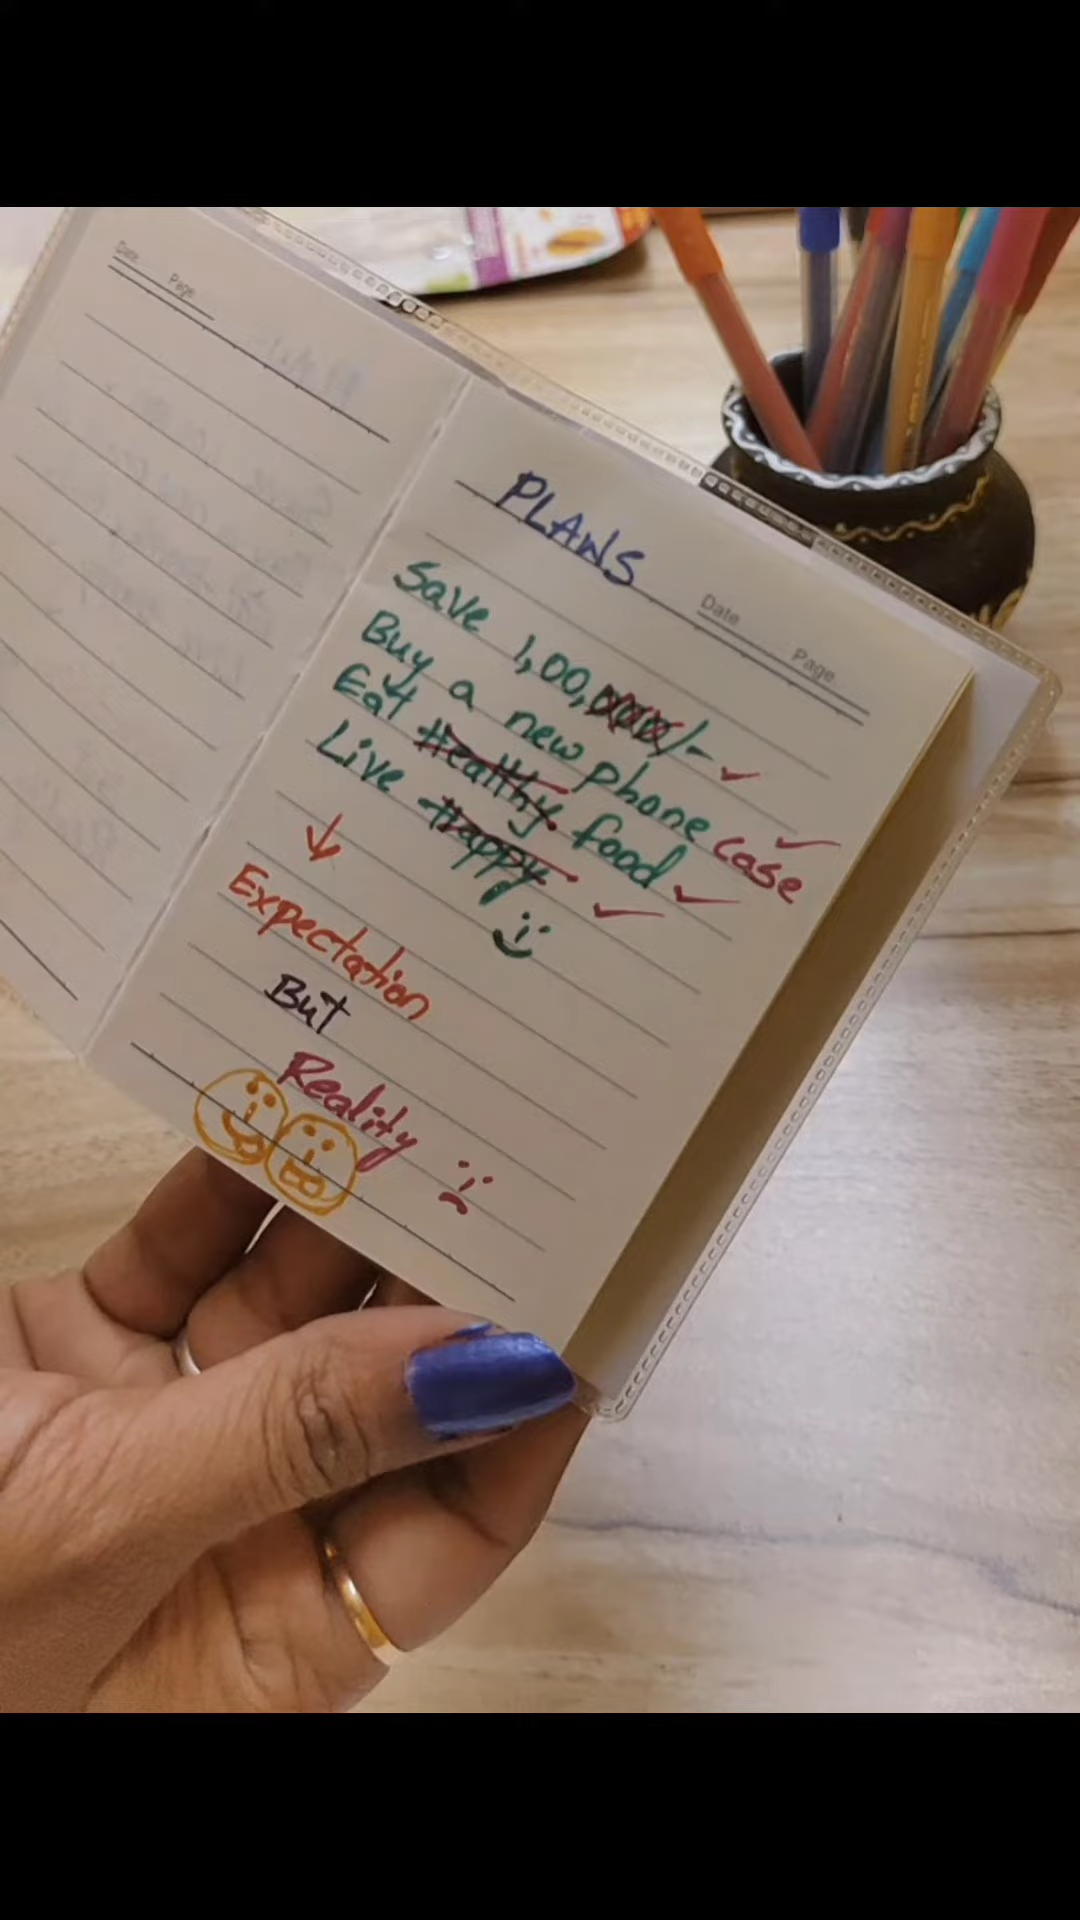 Date
Page
PLANS
Date
Page
Save 1,00,000/-
Buy a new phone case
Eat Healthy food
Live Happy
Expectation
But
Reality